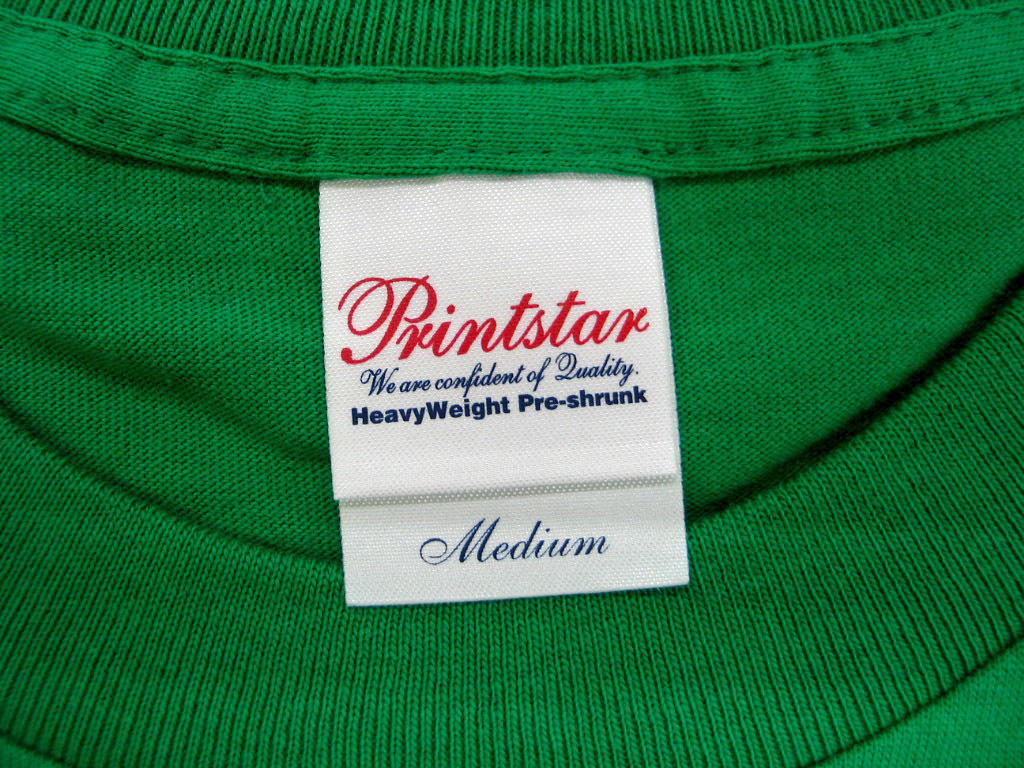 Printstar
We are confident of Quality.
HeavyWeight Pre-shrunk
Medium